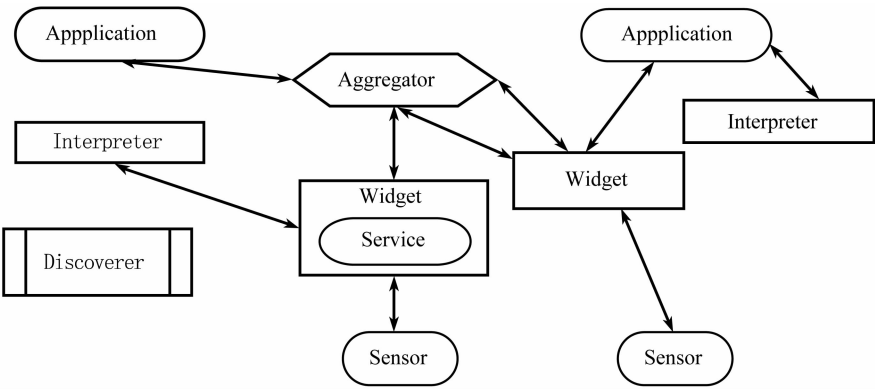 Appplication
Appplication
Aggregator
Interpreter
Interpreter
Widget
Widget
Service
Discoverer
Sensor
Sensor